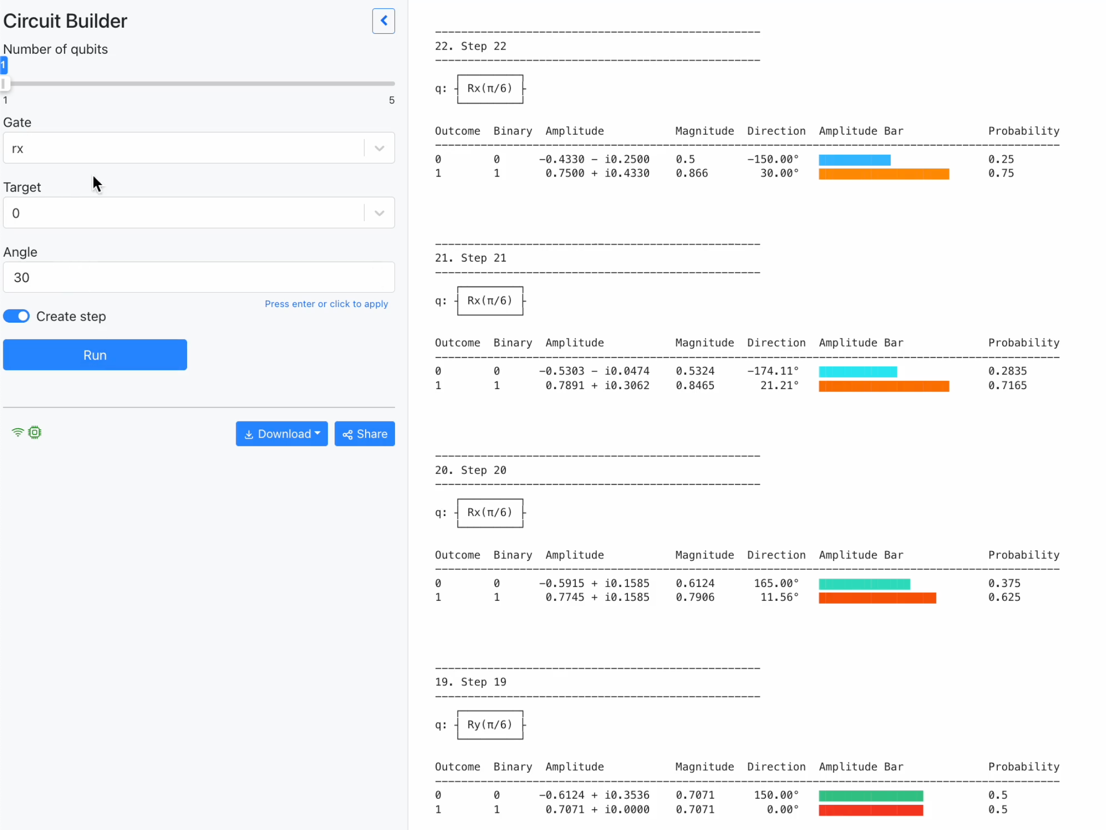 Circuit Builder
Number of qubits
1
1 5
Gate
rx
Target
0
Angle
30
Press enter or click to apply
Create step
Run
Download
Share
22. Step 22
q: Rx(π/6)
Outcome Binary Amplitude Magnitude Direction Amplitude Bar Probability
0 0 −0.4330 − i0.2500 0.5 −150.00° 0.25
1 1 0.7500 + i0.4330 0.866 30.00° 0.75
21. Step 21
q: Rx(π/6)
Outcome Binary Amplitude Magnitude Direction Amplitude Bar Probability
0 0 −0.5303 − i0.0474 0.5324 −174.11° 0.2835
1 1 0.7891 + i0.3062 0.8465 21.21° 0.7165
20. Step 20
q: Rx(π/6)
Outcome Binary Amplitude Magnitude Direction Amplitude Bar Probability
0 0 −0.5915 + i0.1585 0.6124 165.00° 0.375
1 1 0.7745 + i0.1585 0.7906 11.56° 0.625
19. Step 19
q: Ry(π/6)
Outcome Binary Amplitude Magnitude Direction Amplitude Bar Probability
0 0 −0.6124 + i0.3536 0.7071 150.00° 0.5
1 1 0.7071 + i0.0000 0.7071 0.00° 0.5